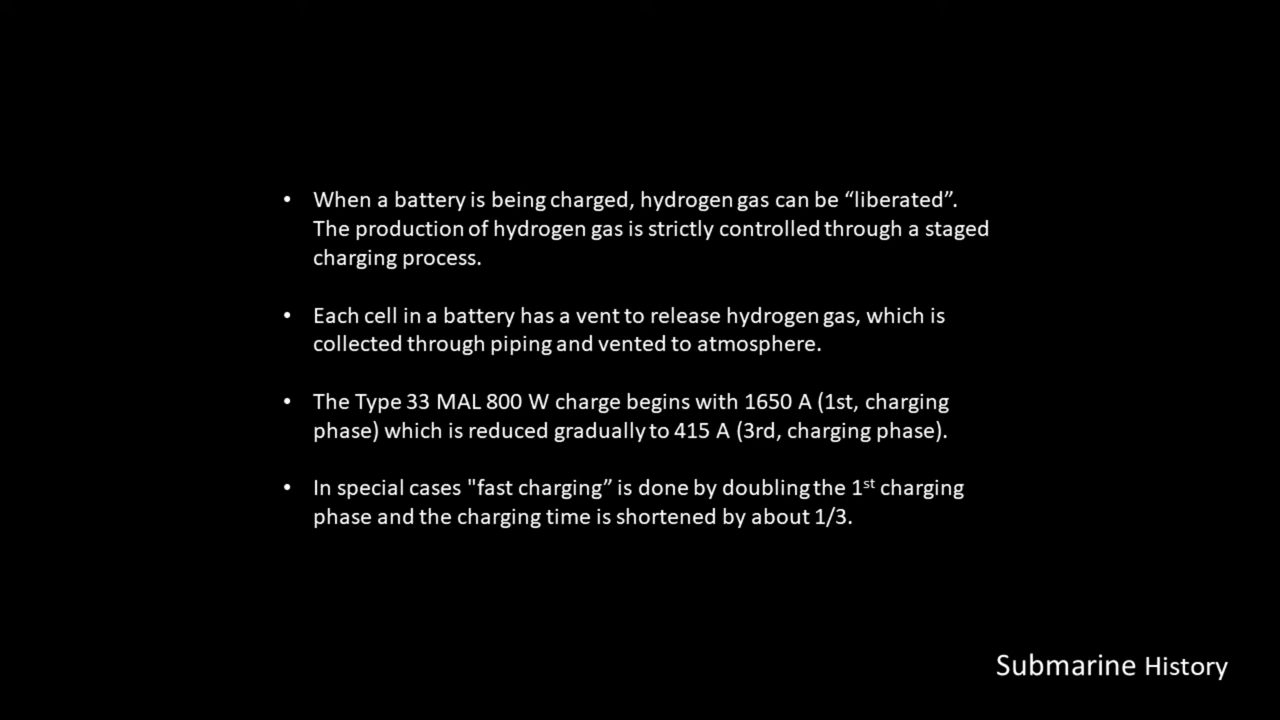 • When a battery is being charged, hydrogen gas can be “liberated”.
The production of hydrogen gas is strictly controlled through a staged
charging process.
• Each cell in a battery has a vent to release hydrogen gas, which is
collected through piping and vented to atmosphere.
• The Type 33 MAL 800 W charge begins with 1650 A (1st, charging
phase) which is reduced gradually to 415 A (3rd, charging phase).
• In special cases "fast charging” is done by doubling the 1st charging
phase and the charging time is shortened by about 1/3.
Submarine History